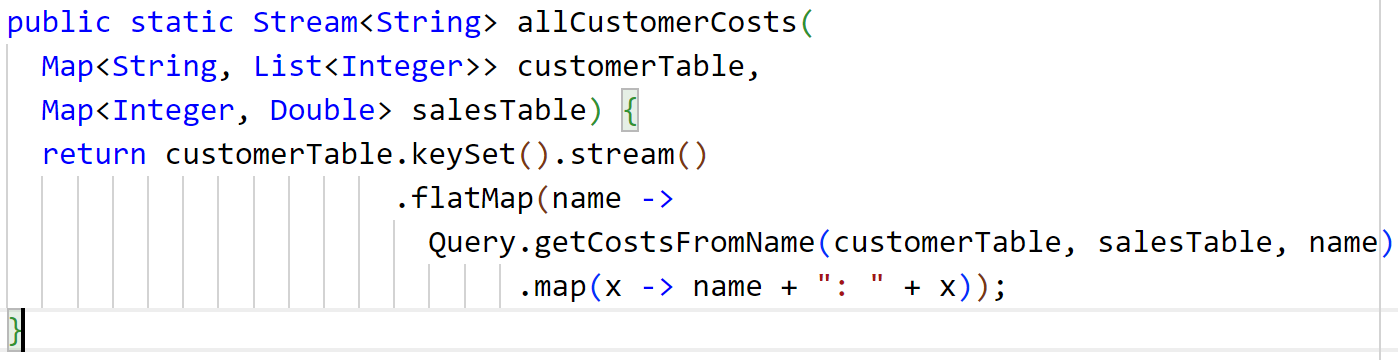 public static Stream<String> allCustomerCosts(
Map<String, List<Integer>> customerTable,
Map<Integer, Double> salesTable) {
return customerTable.keySet().stream()
.flatMap(name ->
Query.getCostsFromName(customerTable, salesTable, name)
.map(x -> name + ": " + x));
}